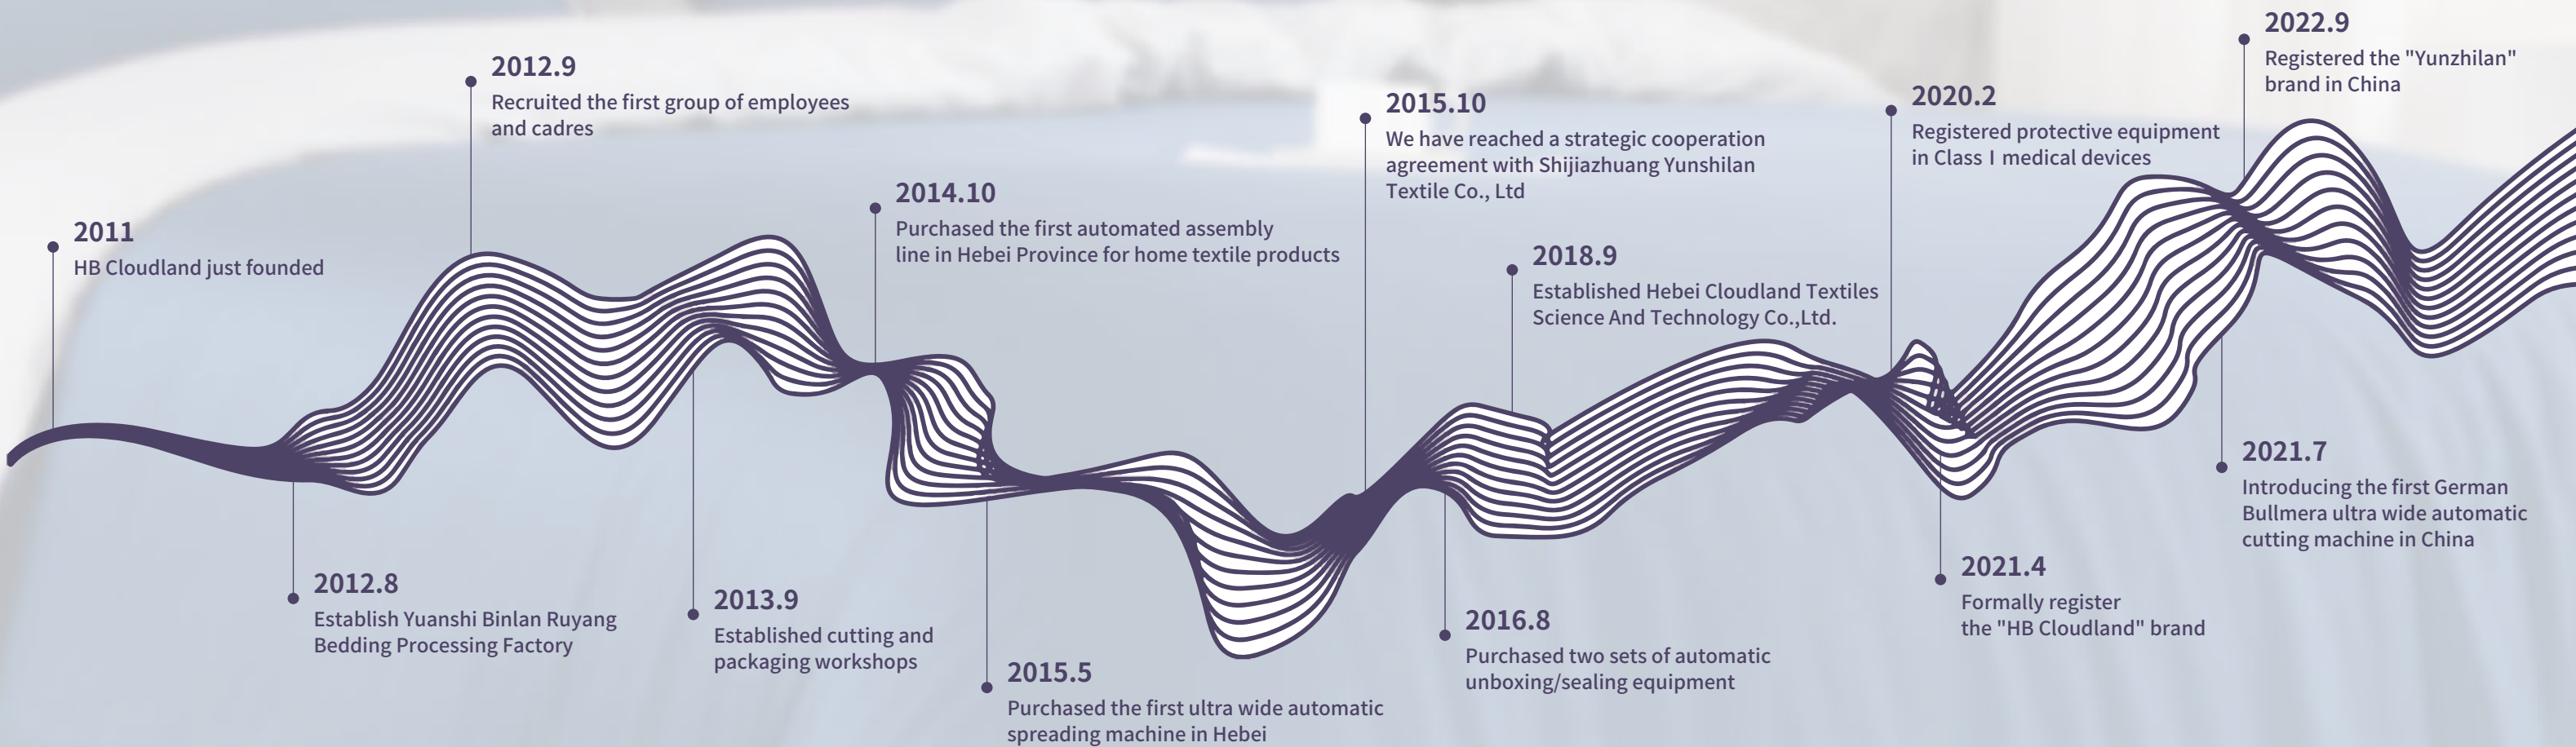 2011
HB Cloudland just founded
2012.8
Establish Yuanshi Binlan Ruyang
Bedding Processing Factory
2012.9
Recruited the first group of employees
and cadres
2013.9
Established cutting and
packaging workshops
2014.10
Purchased the first automated assembly
line in Hebei Province for home textile products
2015.5
Purchased the first ultra wide automatic
spreading machine in Hebei
2015.10
We have reached a strategic cooperation
agreement with Shijiazhuang Yunshilan
Textile Co., Ltd
2016.8
Purchased two sets of automatic
unboxing/sealing equipment
2018.9
Established Hebei Cloudland Textiles
Science And Technology Co.,Ltd.
2020.2
Registered protective equipment
in Class I medical devices
2021.4
Formally register
the "HB Cloudland" brand
2021.7
Introducing the first German
Bullmera ultra wide automatic
cutting machine in China
2022.9
Registered the "Yunzhilan"
brand in China